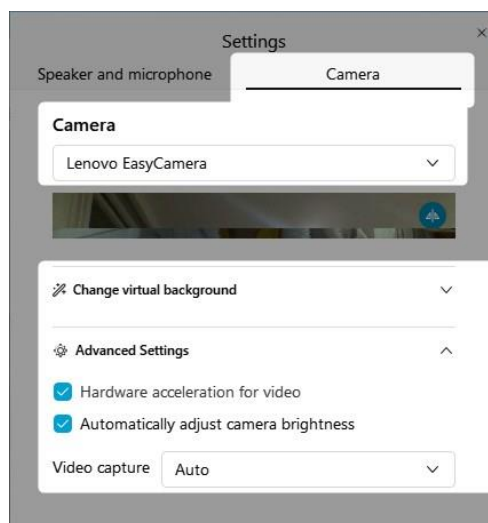 Settings
Speaker and microphone Camera
Camera
Lenovo EasyCamera
Change virtual background
Advanced Settings
Hardware acceleration for video
Automatically adjust camera brightness
Video capture Auto